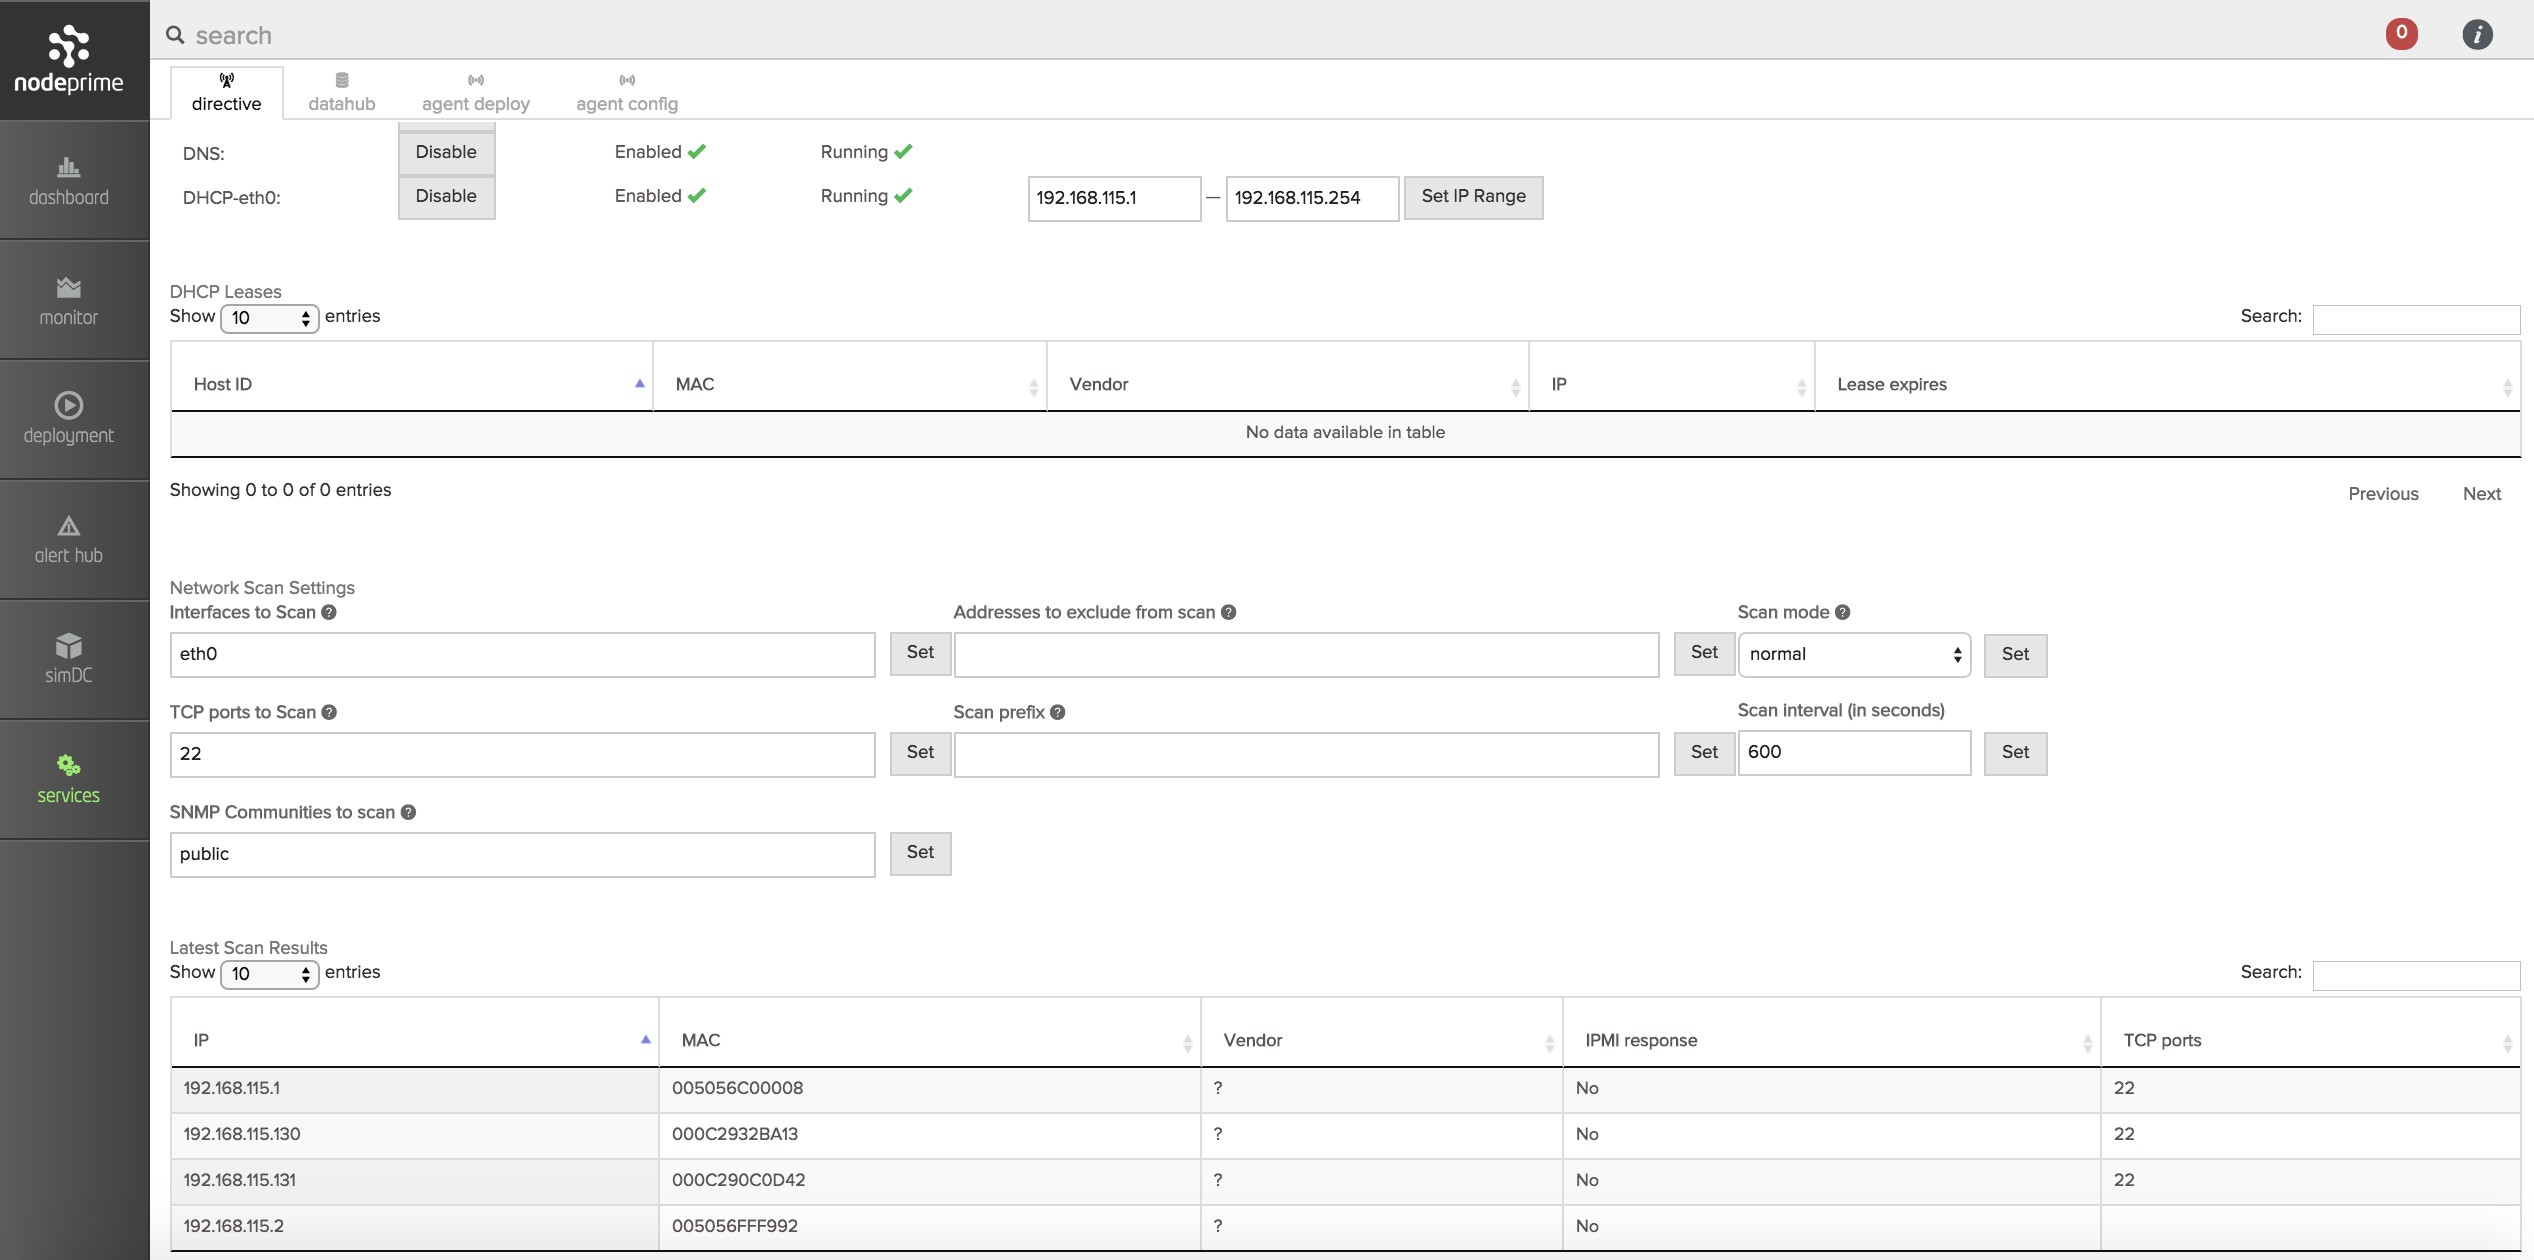 nodeprime
search
0
i
directive
datahub
agent deploy
agent config
dashboard
monitor
deployment
alert hub
simDC
services
DNS: Disable Enabled Running
DHCP-eth0: Disable Enabled Running 192.168.115.1 — 192.168.115.254 Set IP Range
DHCP Leases
Show 10 entries Search:
Host ID MAC Vendor IP Lease expires
No data available in table
Showing 0 to 0 of 0 entries Previous Next
Network Scan Settings
Interfaces to Scan ? Addresses to exclude from scan ? Scan mode ?
eth0 Set Set normal Set
TCP ports to Scan ? Scan prefix ? Scan interval (in seconds)
22 Set Set 600 Set
SNMP Communities to scan ?
public Set
Latest Scan Results
Show 10 entries Search:
IP MAC Vendor IPMI response TCP ports
192.168.115.1 005056C00008 ? No 22
192.168.115.130 000C2932BA13 ? No 22
192.168.115.131 000C290C0D42 ? No 22
192.168.115.2 005056FFF992 ? No